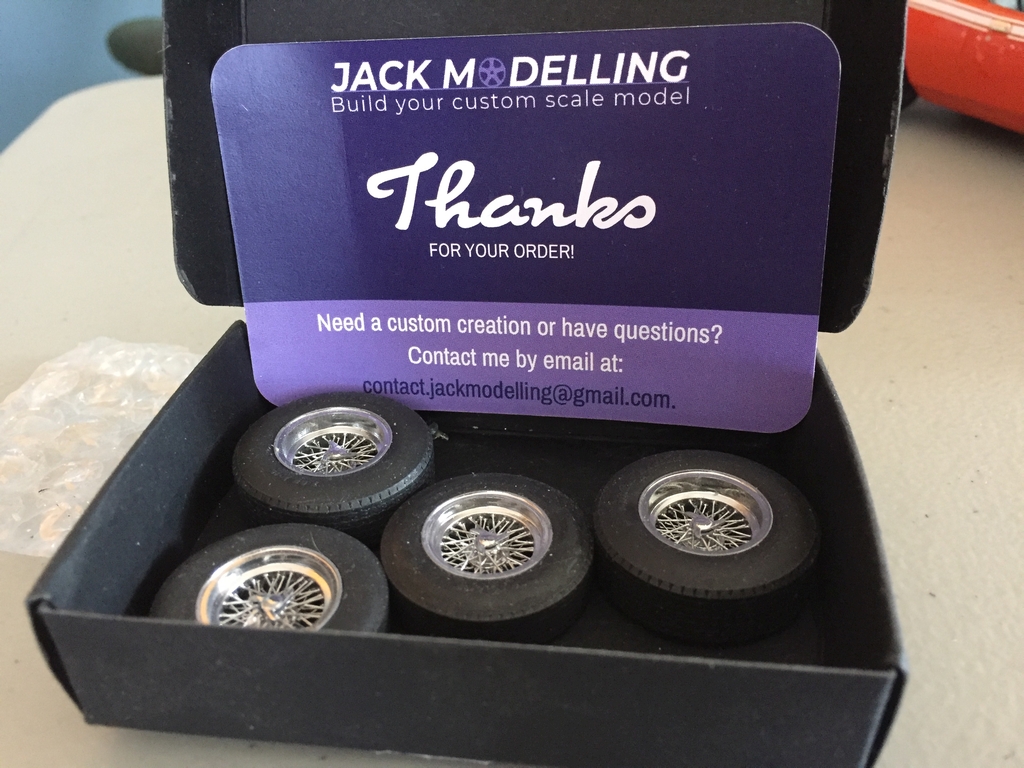 JACK MODELLING
Build your custom scale model
Thanks
FOR YOUR ORDER!
Need a custom creation or have questions?
Contact me by email at:
contact.jackmodelling@gmail.com.